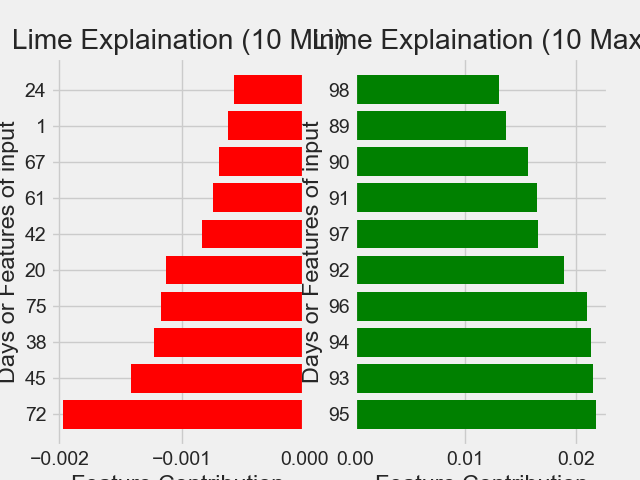 Lime Explaination (10 Min)
Lime Explaination (10 Max
Days or Features of input
24
1
67
61
42
20
75
38
45
72
−0.002 −0.001 0.000
Feature Contribution
Days or Features of input
98
89
90
91
97
92
96
94
93
95
0.00 0.01 0.02
Feature Contribution